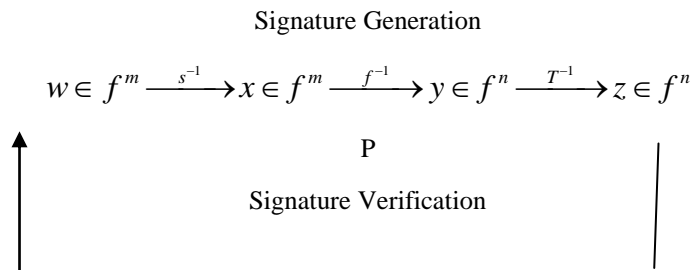 Signature Generation
w ∈ f^m —s^{-1}→ x ∈ f^m —f^{-1}→ y ∈ f^n —T^{-1}→ z ∈ f^n
P
Signature Verification